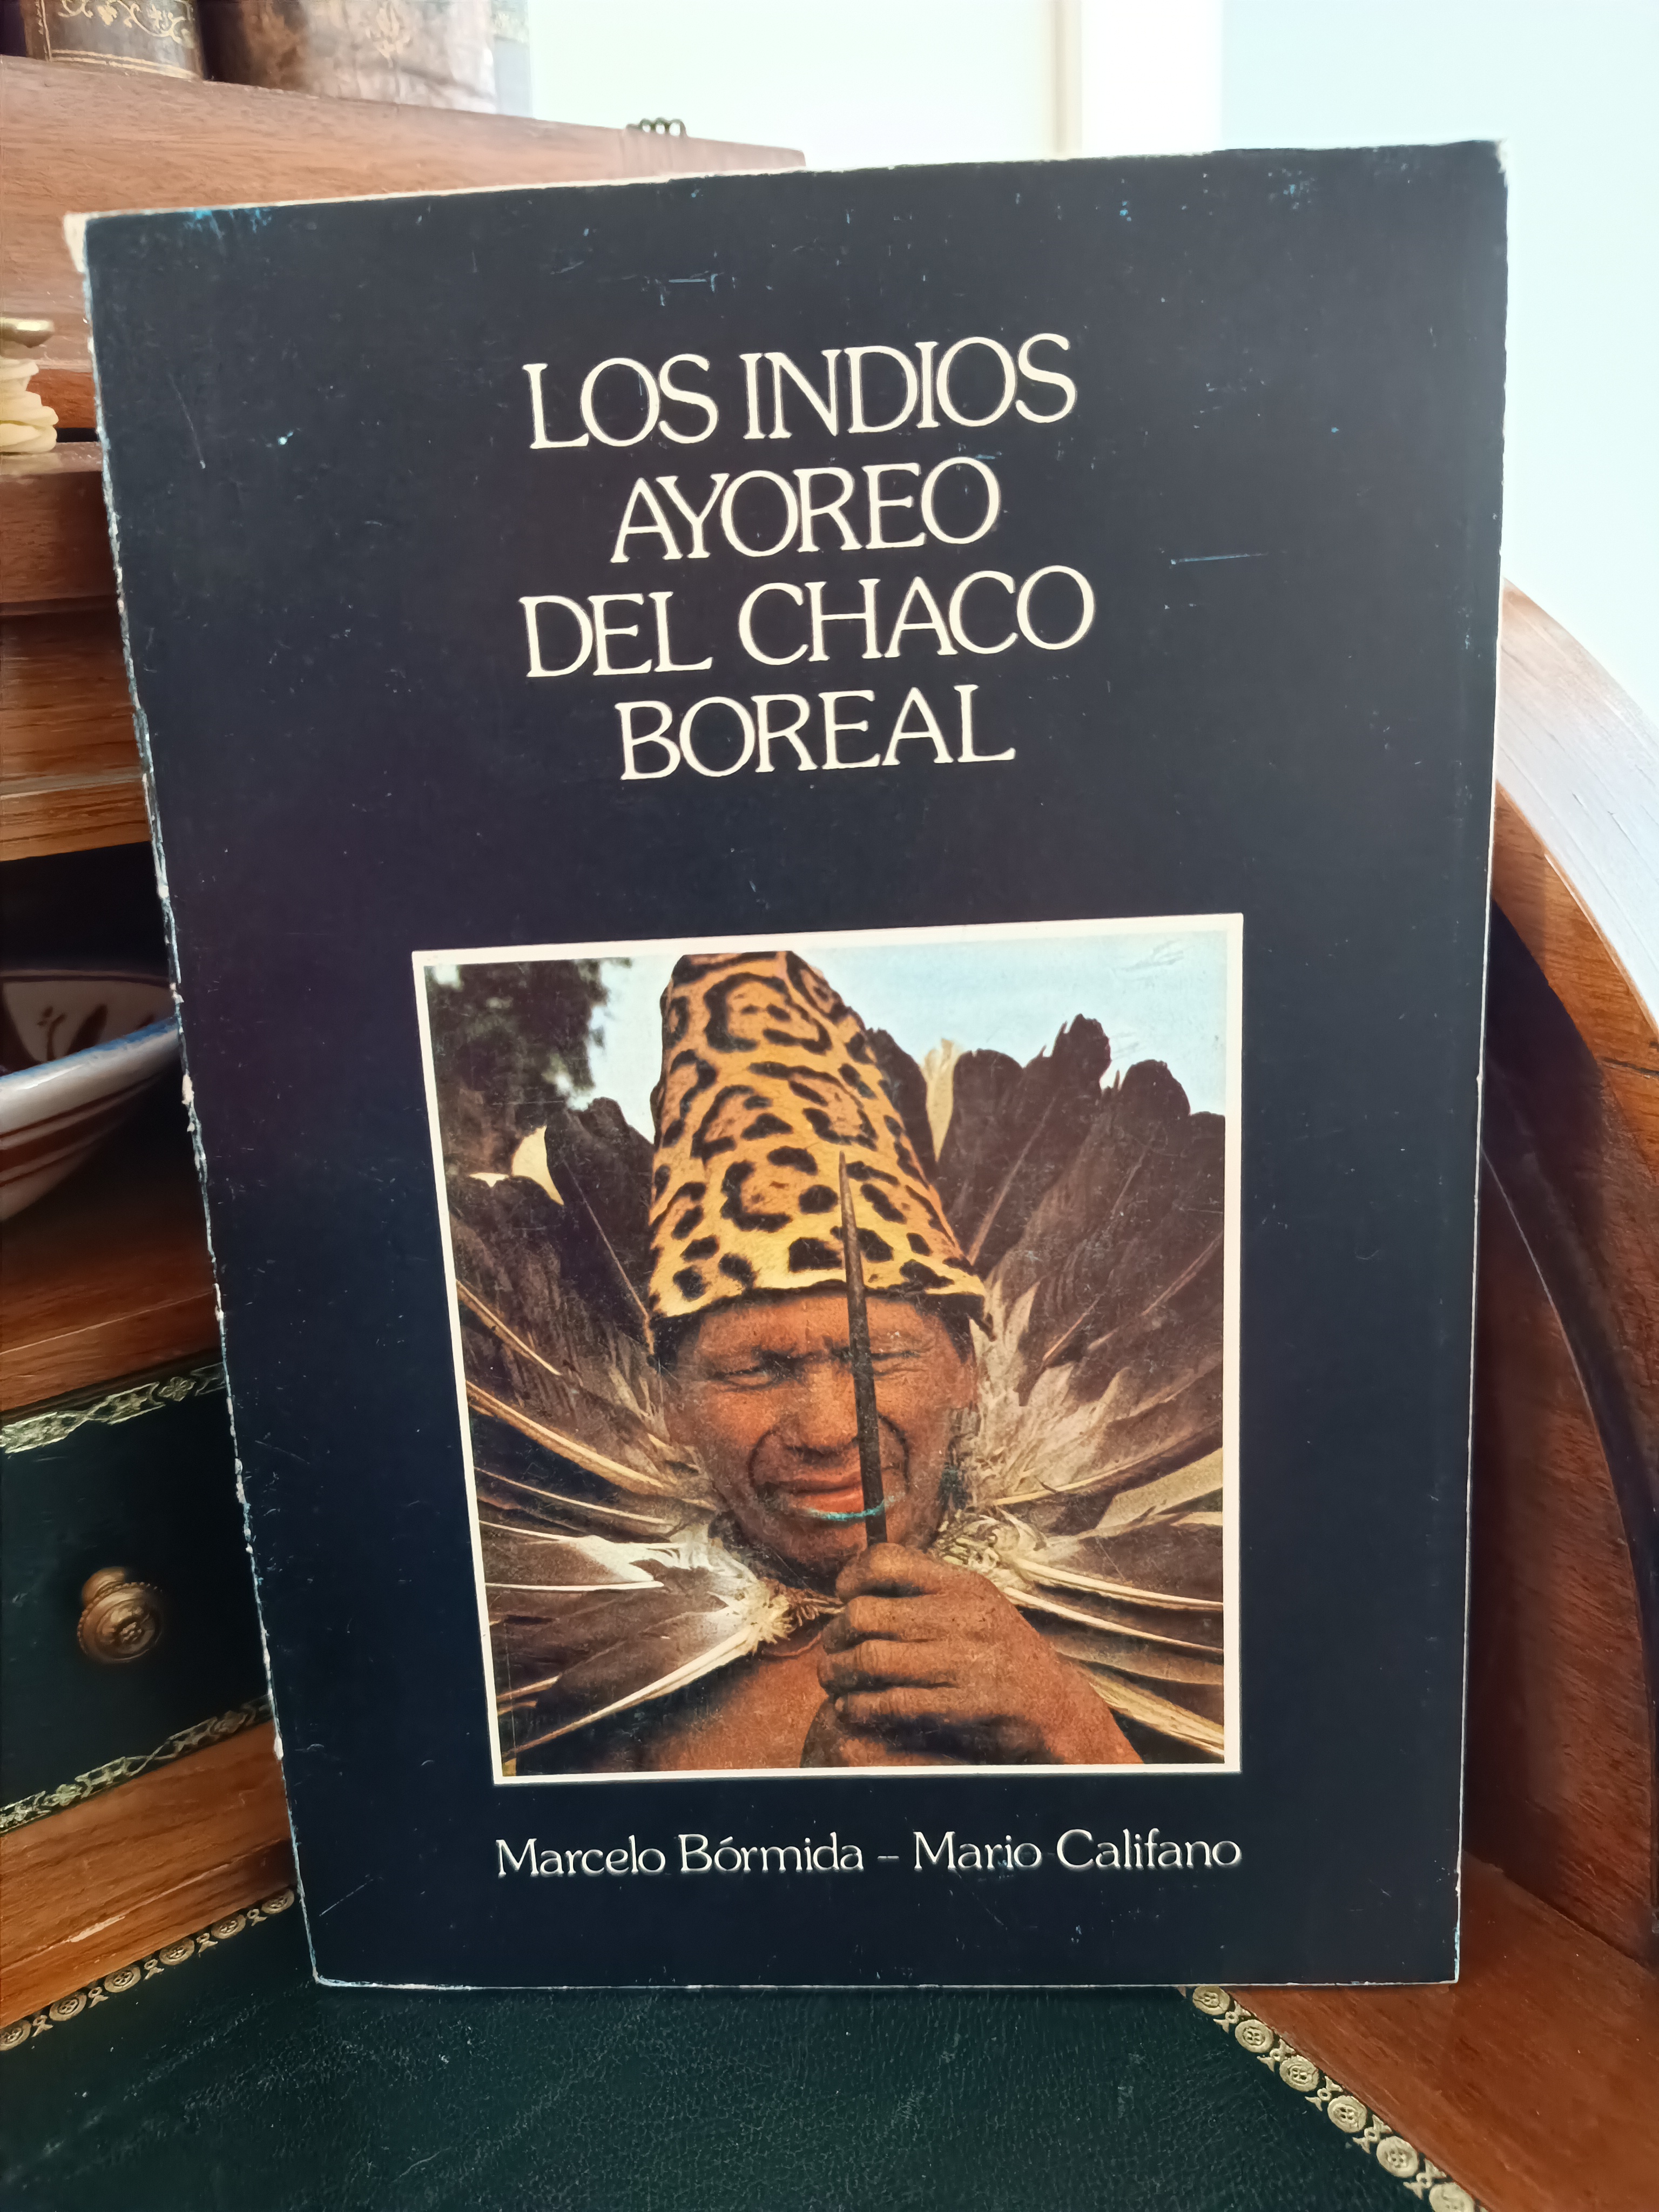 LOS INDIOS
AYOREO
DEL CHACO
BOREAL
Marcelo Bórmida – Mario Califano